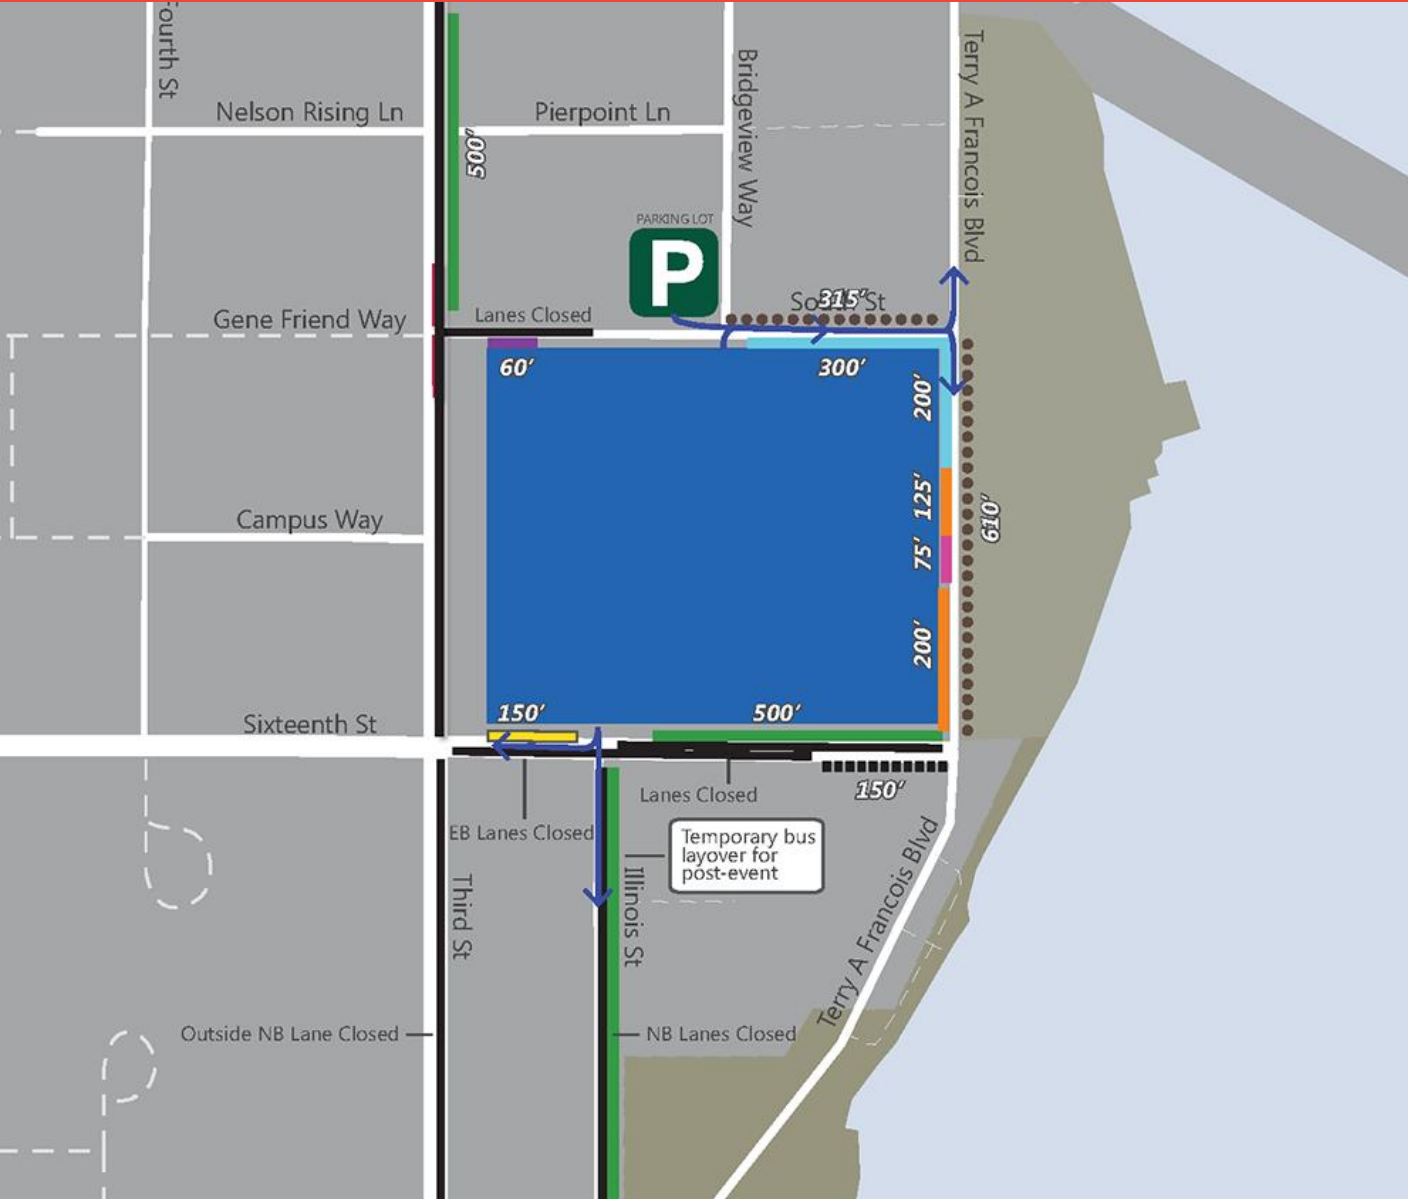 Fourth St
Nelson Rising Ln
Pierpoint Ln
Bridgeview Way
Terry A Francois Blvd
500'
PARKING LOT
P
Gene Friend Way
Lanes Closed
South St
315'
60'
300'
200'
125'
75'
610'
200'
Campus Way
Sixteenth St
150'
500'
Lanes Closed
150'
EB Lanes Closed
Temporary bus
layover for
post-event
Third St
Illinois St
Terry A Francois Blvd
Outside NB Lane Closed
NB Lanes Closed